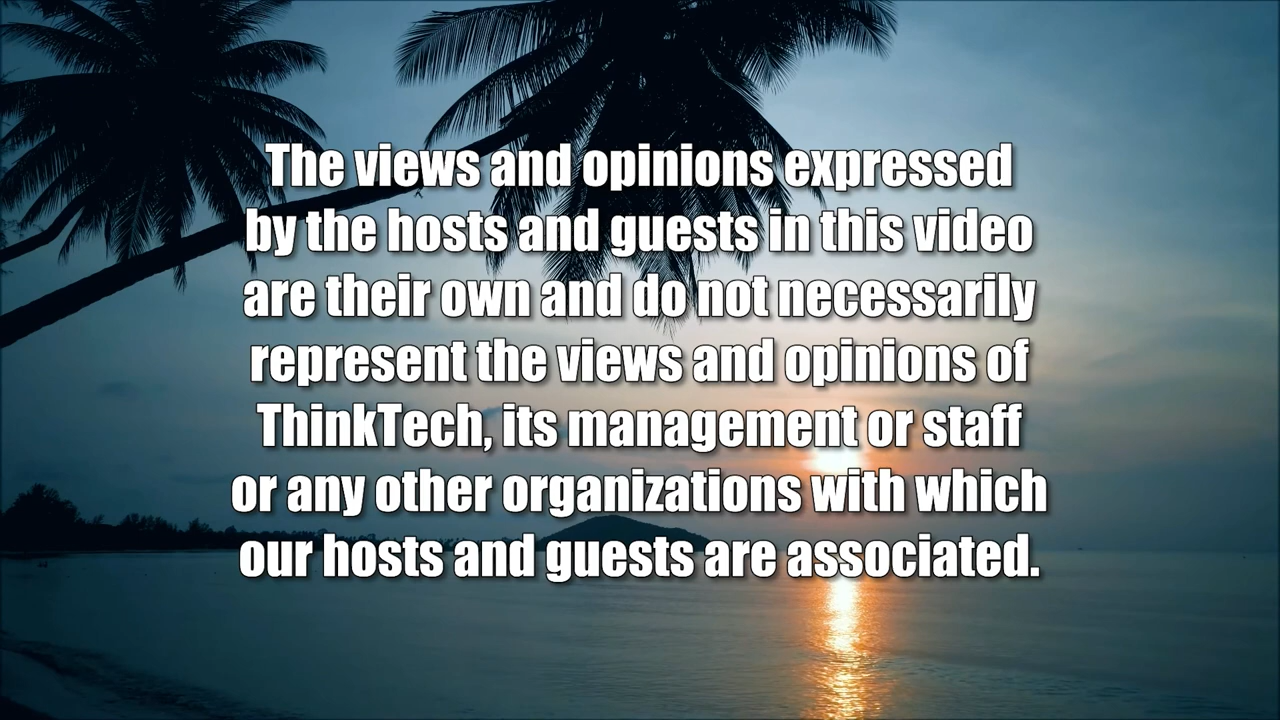 The views and opinions expressed
by the hosts and guests in this video
are their own and do not necessarily
represent the views and opinions of
ThinkTech, its management or staff
or any other organizations with which
our hosts and guests are associated.